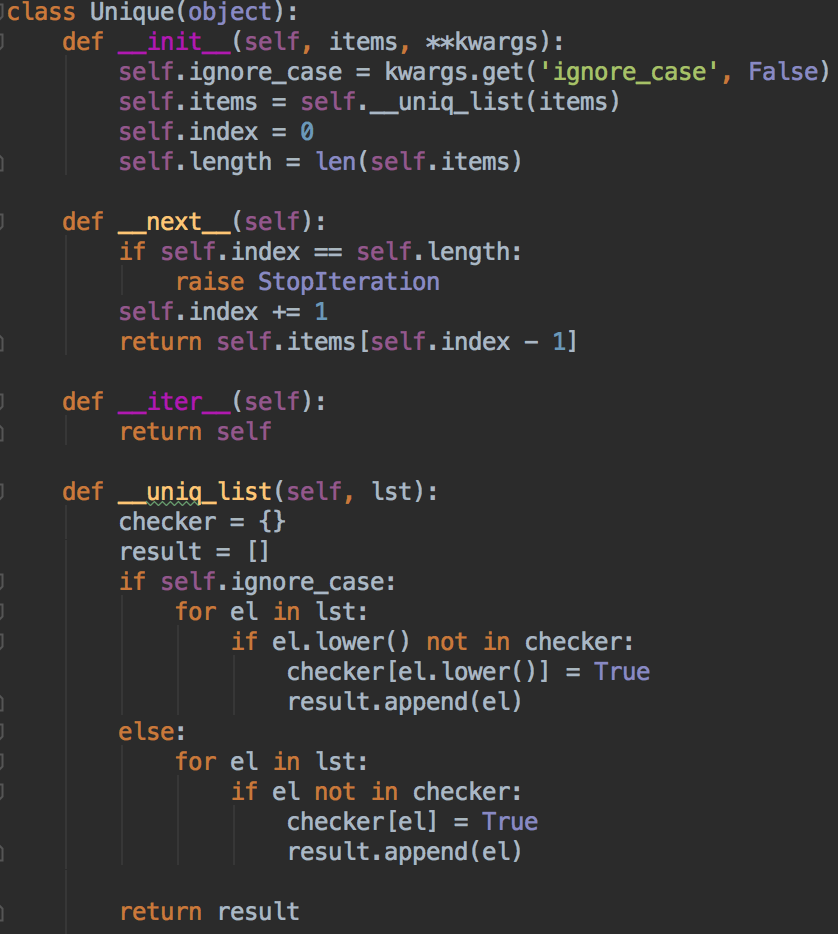 class Unique(object):
    def __init__(self, items, **kwargs):
        self.ignore_case = kwargs.get('ignore_case', False)
        self.items = self.__uniq_list(items)
        self.index = 0
        self.length = len(self.items)

    def __next__(self):
        if self.index == self.length:
            raise StopIteration
        self.index += 1
        return self.items[self.index - 1]

    def __iter__(self):
        return self

    def __uniq_list(self, lst):
        checker = {}
        result = []
        if self.ignore_case:
            for el in lst:
                if el.lower() not in checker:
                    checker[el.lower()] = True
                    result.append(el)
        else:
            for el in lst:
                if el not in checker:
                    checker[el] = True
                    result.append(el)

        return result